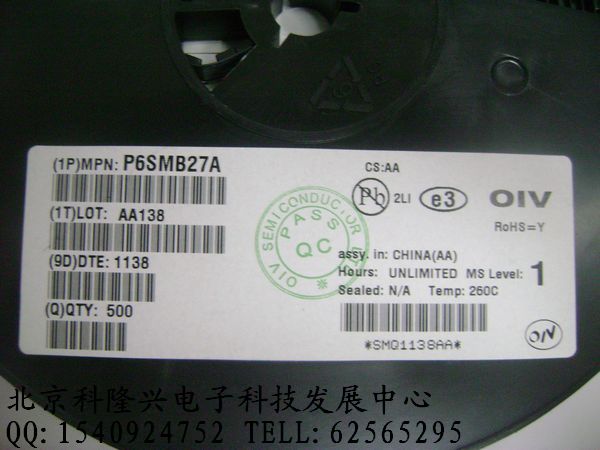 (1P)MPN: P6SMB27A
(1T)LOT: AA138
(9D)DTE: 1138
(Q)QTY: 500
CS:AA
Pb 2LI e3 OIV
RoHS=Y
OIV SEMICONDUCTOR
PASS
QC
assy. in: CHINA(AA)
Hours: UNLIMITED MS Level: 1
Sealed: N/A Temp: 260C
*SMG1138AA*
OIV
北京科隆兴电子科技发展中心
QQ: 1540924752 TELL: 62565295